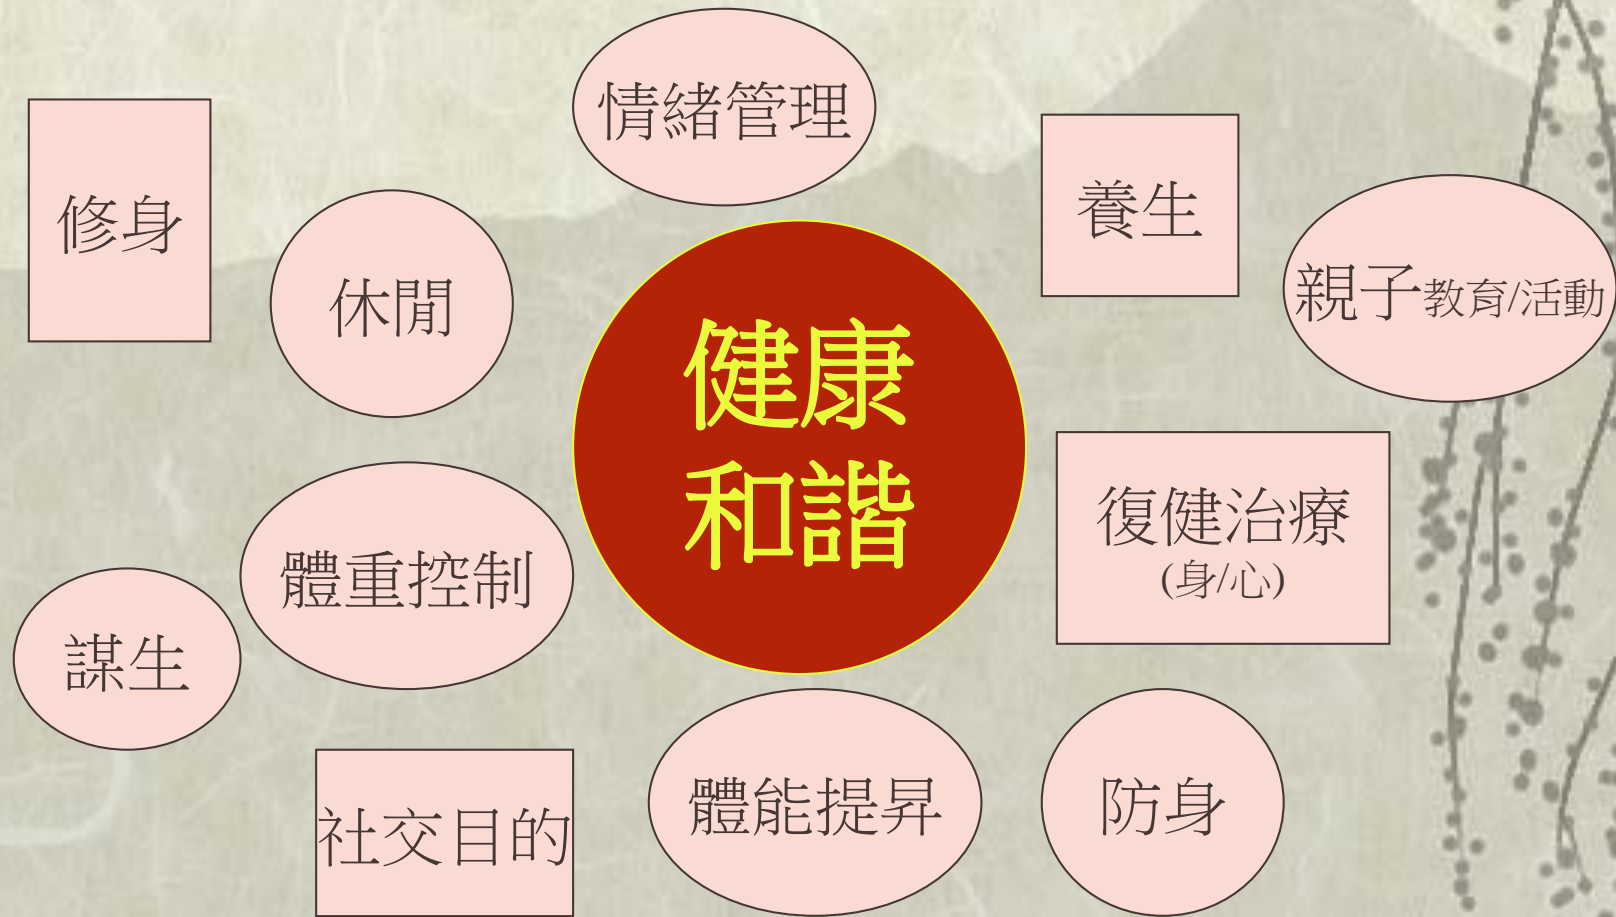 情緒管理
修身
養生
休閒
親子教育/活動
健康
和諧
復健治療
(身/心)
體重控制
謀生
社交目的
體能提昇
防身